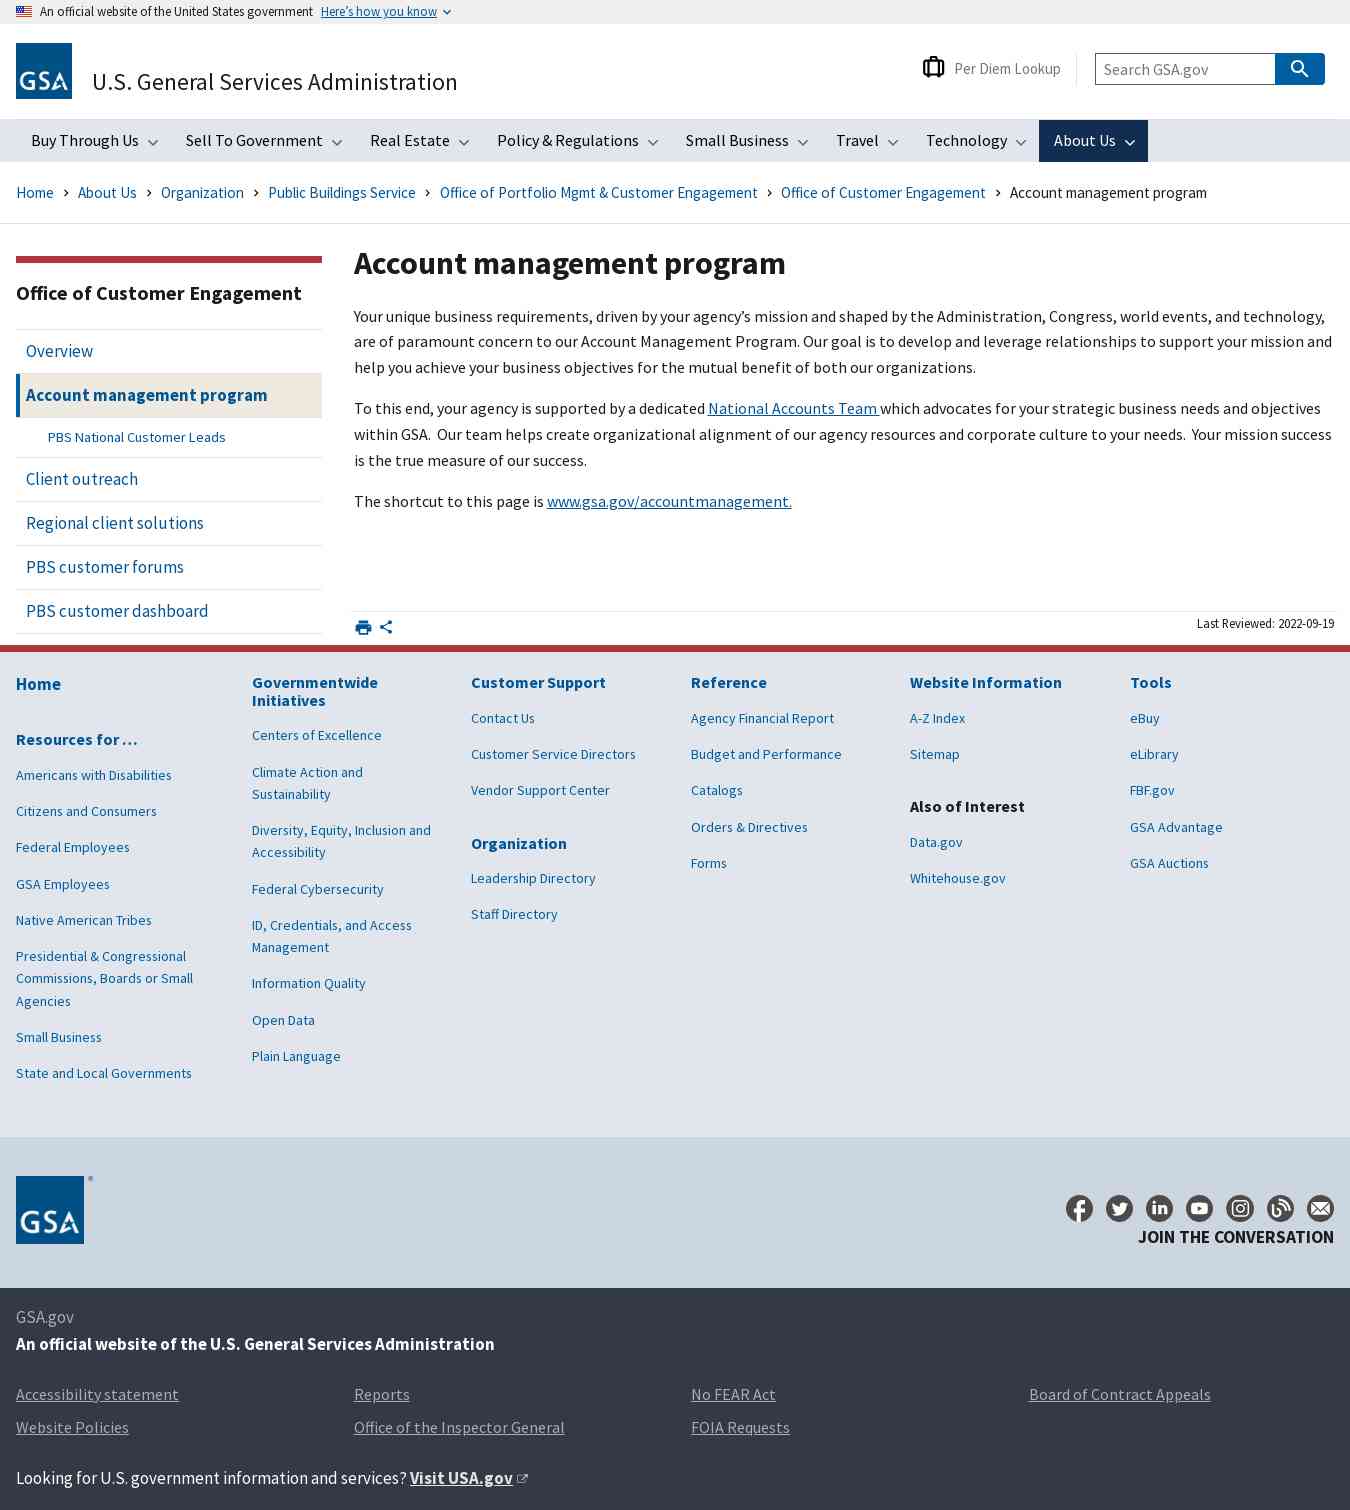 An official website of the United States government Here's how you know
GSA
U.S. General Services Administration
Per Diem Lookup
Search GSA.gov
Buy Through Us Sell To Government Real Estate Policy & Regulations Small Business Travel Technology About Us
Home > About Us > Organization > Public Buildings Service > Office of Portfolio Mgmt & Customer Engagement > Office of Customer Engagement > Account management program
Office of Customer Engagement
Overview
Account management program
PBS National Customer Leads
Client outreach
Regional client solutions
PBS customer forums
PBS customer dashboard
Account management program
Your unique business requirements, driven by your agency’s mission and shaped by the Administration, Congress, world events, and technology,
are of paramount concern to our Account Management Program. Our goal is to develop and leverage relationships to support your mission and
help you achieve your business objectives for the mutual benefit of both our organizations.
To this end, your agency is supported by a dedicated National Accounts Team which advocates for your strategic business needs and objectives
within GSA. Our team helps create organizational alignment of our agency resources and corporate culture to your needs. Your mission success
is the true measure of our success.
The shortcut to this page is www.gsa.gov/accountmanagement.
Last Reviewed: 2022-09-19
Home
Resources for …
Americans with Disabilities
Citizens and Consumers
Federal Employees
GSA Employees
Native American Tribes
Presidential & Congressional
Commissions, Boards or Small
Agencies
Small Business
State and Local Governments
Governmentwide
Initiatives
Centers of Excellence
Climate Action and
Sustainability
Diversity, Equity, Inclusion and
Accessibility
Federal Cybersecurity
ID, Credentials, and Access
Management
Information Quality
Open Data
Plain Language
Customer Support
Contact Us
Customer Service Directors
Vendor Support Center
Organization
Leadership Directory
Staff Directory
Reference
Agency Financial Report
Budget and Performance
Catalogs
Orders & Directives
Forms
Website Information
A-Z Index
Sitemap
Also of Interest
Data.gov
Whitehouse.gov
Tools
eBuy
eLibrary
FBF.gov
GSA Advantage
GSA Auctions
GSA ®
JOIN THE CONVERSATION
GSA.gov
An official website of the U.S. General Services Administration
Accessibility statement
Website Policies
Reports
Office of the Inspector General
No FEAR Act
FOIA Requests
Board of Contract Appeals
Looking for U.S. government information and services? Visit USA.gov